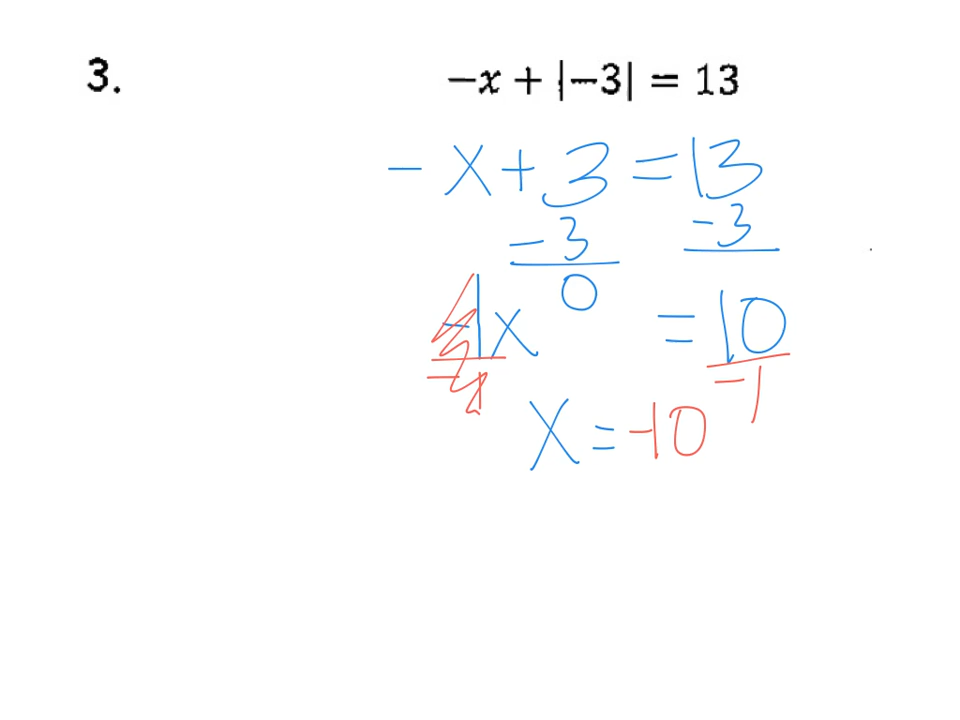 3. −x + |−3| = 13
- x + 3 = 13
-3 -3
0
-1x = 10
-1 -1
x = -10